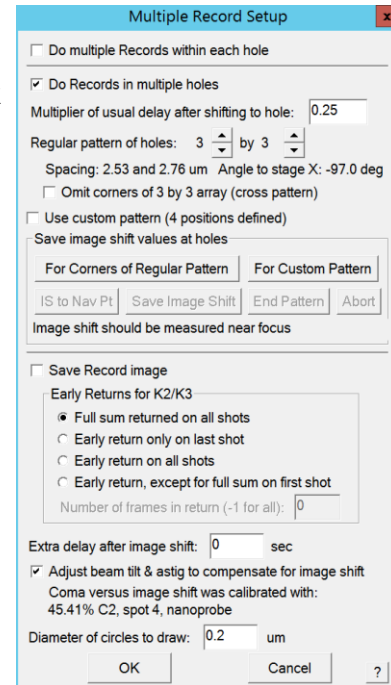 Multiple Record Setup x
Do multiple Records within each hole
Do Records in multiple holes
Multiplier of usual delay after shifting to hole: 0.25
Regular pattern of holes: 3 by 3
Spacing: 2.53 and 2.76 um Angle to stage X: -97.0 deg
Omit corners of 3 by 3 array (cross pattern)
Use custom pattern (4 positions defined)
Save image shift values at holes
For Corners of Regular Pattern For Custom Pattern
IS to Nav Pt Save Image Shift End Pattern Abort
Image shift should be measured near focus
Save Record image
Early Returns for K2/K3
Full sum returned on all shots
Early return only on last shot
Early return on all shots
Early return, except for full sum on first shot
Number of frames in return (-1 for all): 0
Extra delay after image shift: 0 sec
Adjust beam tilt & astig to compensate for image shift
Coma versus image shift was calibrated with:
45.41% C2, spot 4, nanoprobe
Diameter of circles to draw: 0.2 um
OK Cancel ?